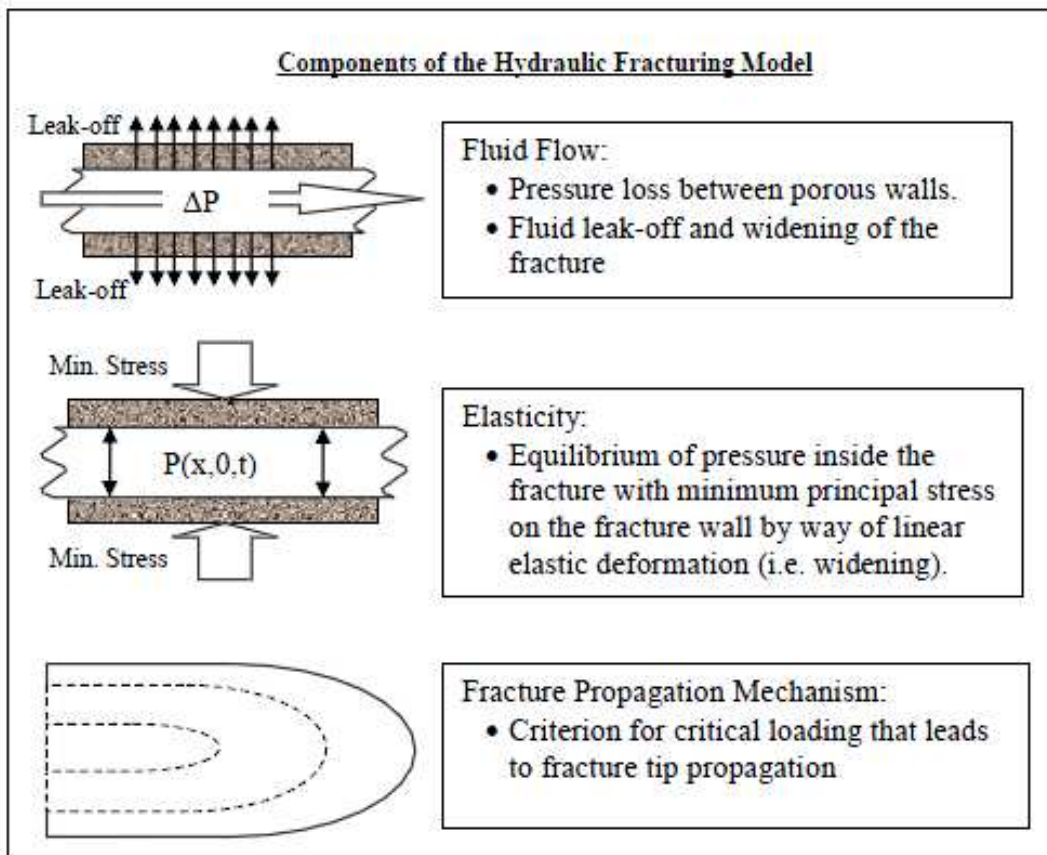 Components of the Hydraulic Fracturing Model
Leak-off
ΔP
Leak-off
Fluid Flow:
• Pressure loss between porous walls.
• Fluid leak-off and widening of the
fracture
Min. Stress
P(x,0,t)
Min. Stress
Elasticity:
• Equilibrium of pressure inside the
fracture with minimum principal stress
on the fracture wall by way of linear
elastic deformation (i.e. widening).
Fracture Propagation Mechanism:
• Criterion for critical loading that leads
to fracture tip propagation